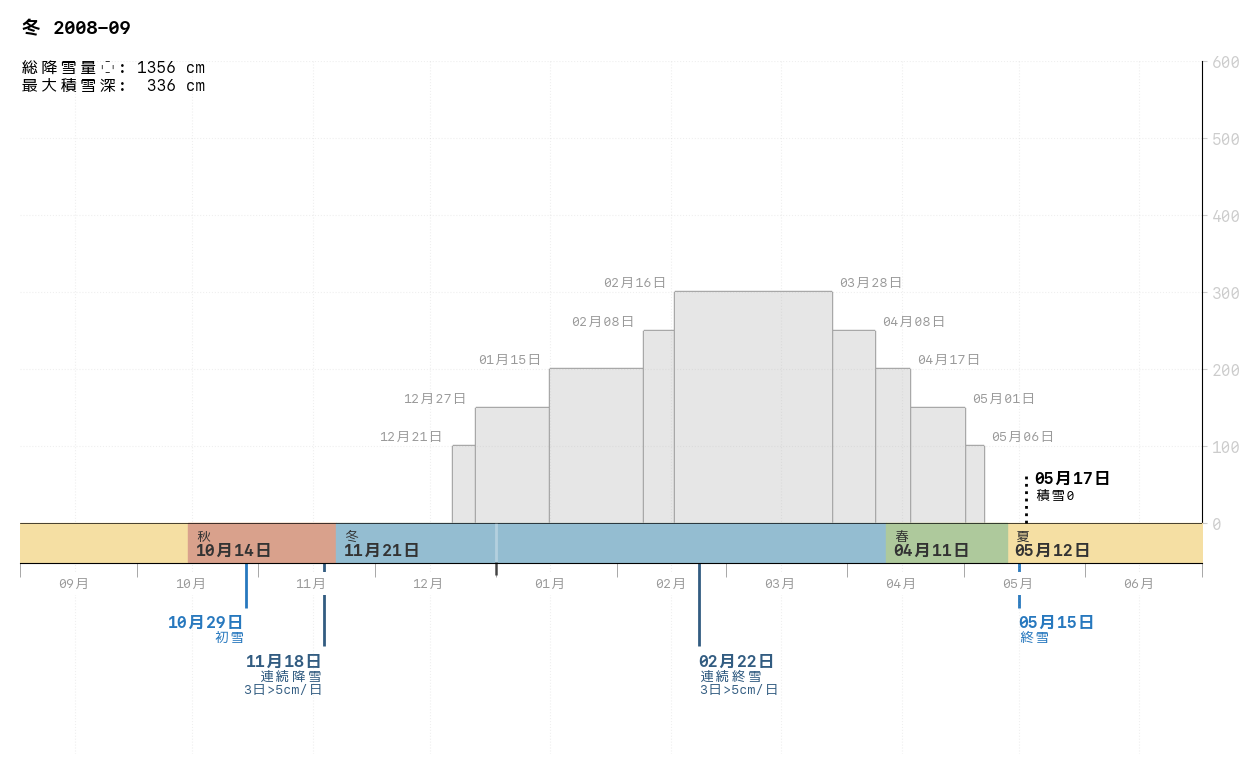 冬 2008-09
総降雪量 : 1356 cm
最大積雪深: 336 cm
600
500
400
300
200
100
0
02月16日
03月28日
02月08日
04月08日
01月15日
04月17日
12月27日
05月01日
12月21日
05月06日
05月17日
積雪0
秋
10月14日
冬
11月21日
春
04月11日
夏
05月12日
09月
10月
11月
12月
01月
02月
03月
04月
05月
06月
10月29日
初雪
05月15日
終雪
11月18日
連続降雪
3日>5cm/日
02月22日
連続終雪
3日>5cm/日